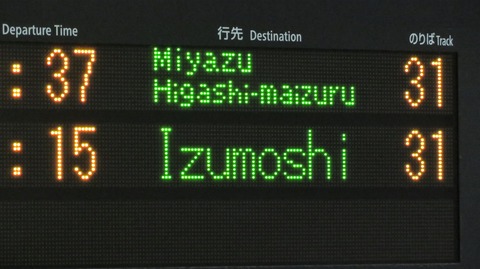 Departure Time 行先 Destination のりば Track
:37 Miyazu 31
Higashi-maizuru
:15 Izumoshi 31